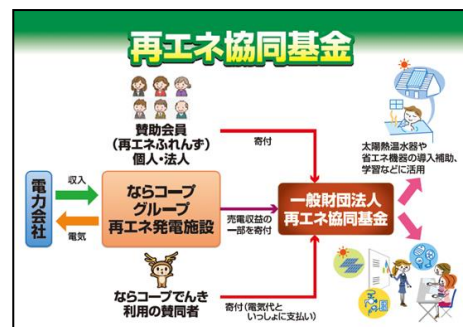 再エネ協同基金
賛助会員
(再エネふれんず)
個人・法人
寄付
太陽熱温水器や
省エネ機器の導入補助、
学習などに活用
電力会社
収入
電気
ならコープ
グループ
再エネ発電施設
売電収益の
一部を寄付
一般財団法人
再エネ協同基金
ならコープでんき
利用の賛同者
寄付(電気代と
いっしょに支払い)